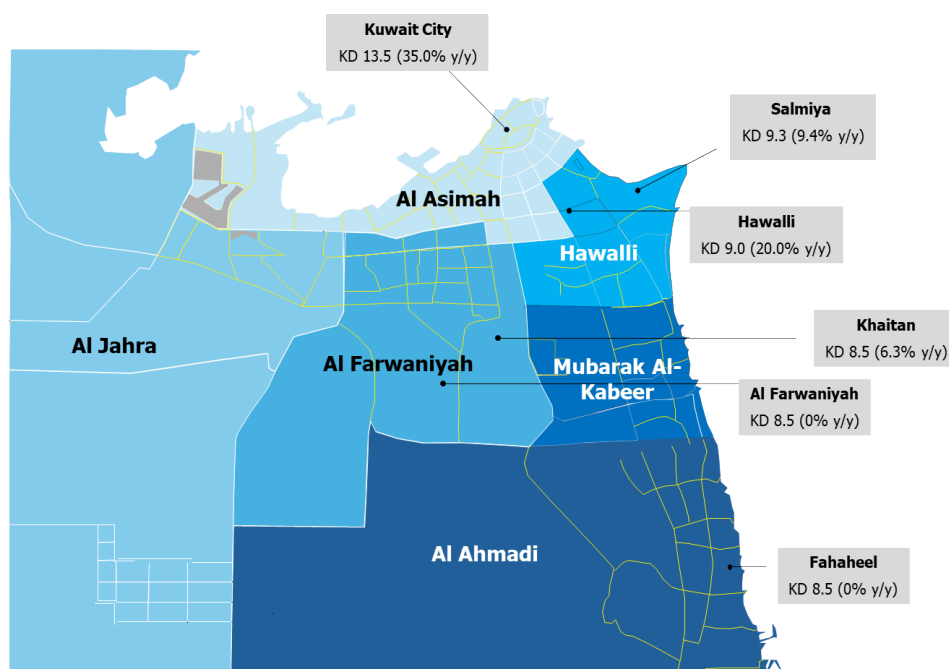 Kuwait City
KD 13.5 (35.0% y/y)
Salmiya
KD 9.3 (9.4% y/y)
Al Asimah
Hawalli
KD 9.0 (20.0% y/y)
Hawalli
Khaitan
KD 8.5 (6.3% y/y)
Al Jahra
Al Farwaniyah
Mubarak Al-
Kabeer
Al Farwaniyah
KD 8.5 (0% y/y)
Al Ahmadi
Fahaheel
KD 8.5 (0% y/y)